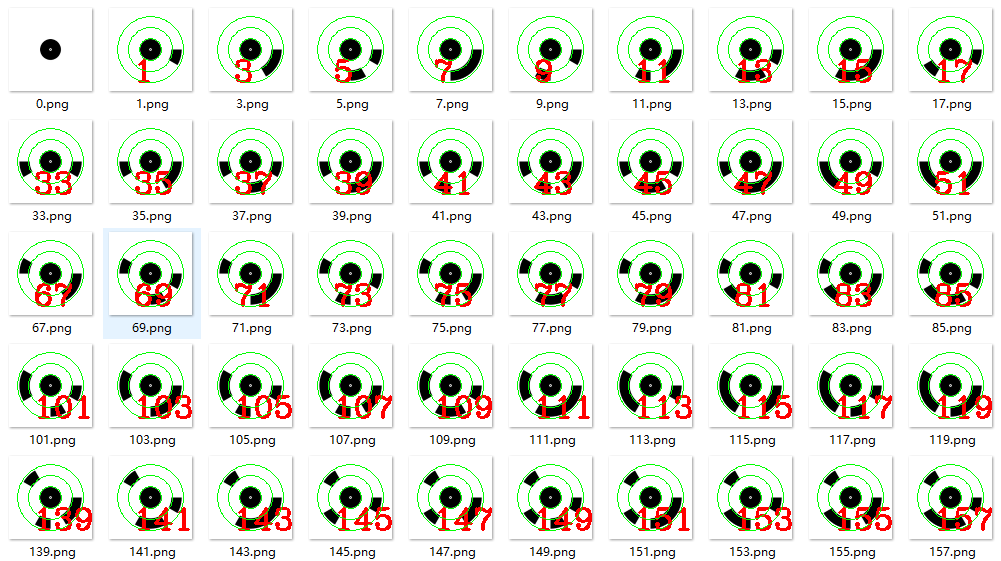 1 3 5 7 9 11 13 15 17
0.png 1.png 3.png 5.png 7.png 9.png 11.png 13.png 15.png 17.png
33 35 37 39 41 43 45 47 49 51
33.png 35.png 37.png 39.png 41.png 43.png 45.png 47.png 49.png 51.png
67 69 71 73 75 77 79 81 83 85
67.png 69.png 71.png 73.png 75.png 77.png 79.png 81.png 83.png 85.png
101 103 105 107 109 111 113 115 117 119
101.png 103.png 105.png 107.png 109.png 111.png 113.png 115.png 117.png 119.png
139 141 143 145 147 149 151 153 155 157
139.png 141.png 143.png 145.png 147.png 149.png 151.png 153.png 155.png 157.png